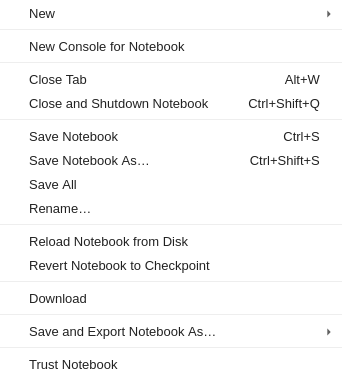 New
New Console for Notebook
Close Tab Alt+W
Close and Shutdown Notebook Ctrl+Shift+Q
Save Notebook Ctrl+S
Save Notebook As… Ctrl+Shift+S
Save All
Rename…
Reload Notebook from Disk
Revert Notebook to Checkpoint
Download
Save and Export Notebook As…
Trust Notebook